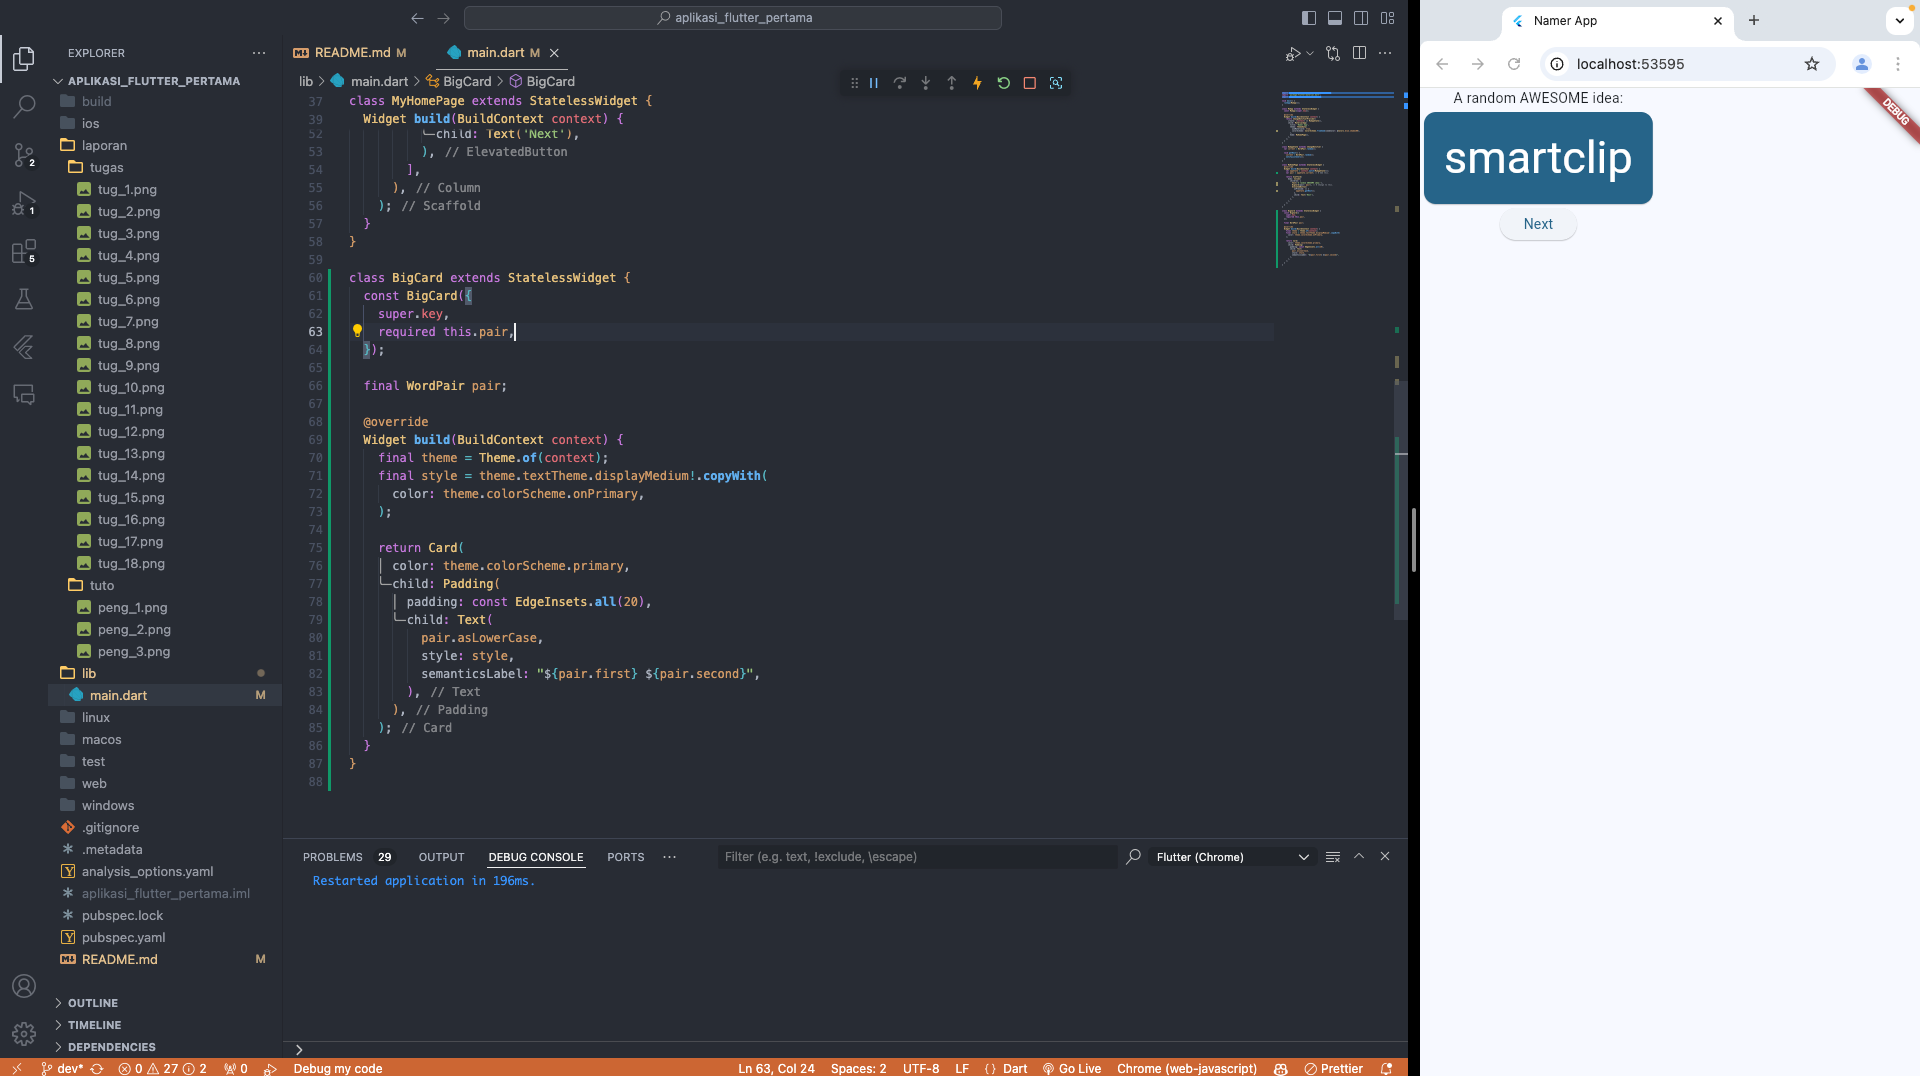 aplikasi_flutter_pertama
EXPLORER
APLIKASI_FLUTTER_PERTAMA
build
ios
laporan
tugas
tug_1.png
tug_2.png
tug_3.png
tug_4.png
tug_5.png
tug_6.png
tug_7.png
tug_8.png
tug_9.png
tug_10.png
tug_11.png
tug_12.png
tug_13.png
tug_14.png
tug_15.png
tug_16.png
tug_17.png
tug_18.png
tuto
peng_1.png
peng_2.png
peng_3.png
lib
main.dart M
linux
macos
test
web
windows
.gitignore
.metadata
analysis_options.yaml
aplikasi_flutter_pertama.iml
pubspec.lock
pubspec.yaml
README.md M
OUTLINE
TIMELINE
DEPENDENCIES
2
1
5
README.md M
main.dart M
lib > main.dart > BigCard > BigCard
37 class MyHomePage extends StatelessWidget {
39 Widget build(BuildContext context) {
52 child: Text('Next'),
53 ), // ElevatedButton
54 ],
55 ), // Column
56 ); // Scaffold
57 }
58 }
59
60 class BigCard extends StatelessWidget {
61 const BigCard({
62 super.key,
63 required this.pair,
64 });
65
66 final WordPair pair;
67
68 @override
69 Widget build(BuildContext context) {
70 final theme = Theme.of(context);
71 final style = theme.textTheme.displayMedium!.copyWith(
72 color: theme.colorScheme.onPrimary,
73 );
74
75 return Card(
76 color: theme.colorScheme.primary,
77 child: Padding(
78 padding: const EdgeInsets.all(20),
79 child: Text(
80 pair.asLowerCase,
81 style: style,
82 semanticsLabel: "${pair.first} ${pair.second}",
83 ), // Text
84 ), // Padding
85 ); // Card
86 }
87 }
88
PROBLEMS 29 OUTPUT DEBUG CONSOLE PORTS
Filter (e.g. text, !exclude, \escape)
Flutter (Chrome)
Restarted application in 196ms.
dev* 0 27 2 0 Debug my code Ln 63, Col 24 Spaces: 2 UTF-8 LF {} Dart Go Live Chrome (web-javascript) Prettier
Namer App
localhost:53595
DEBUG
A random AWESOME idea:
smartclip
Next